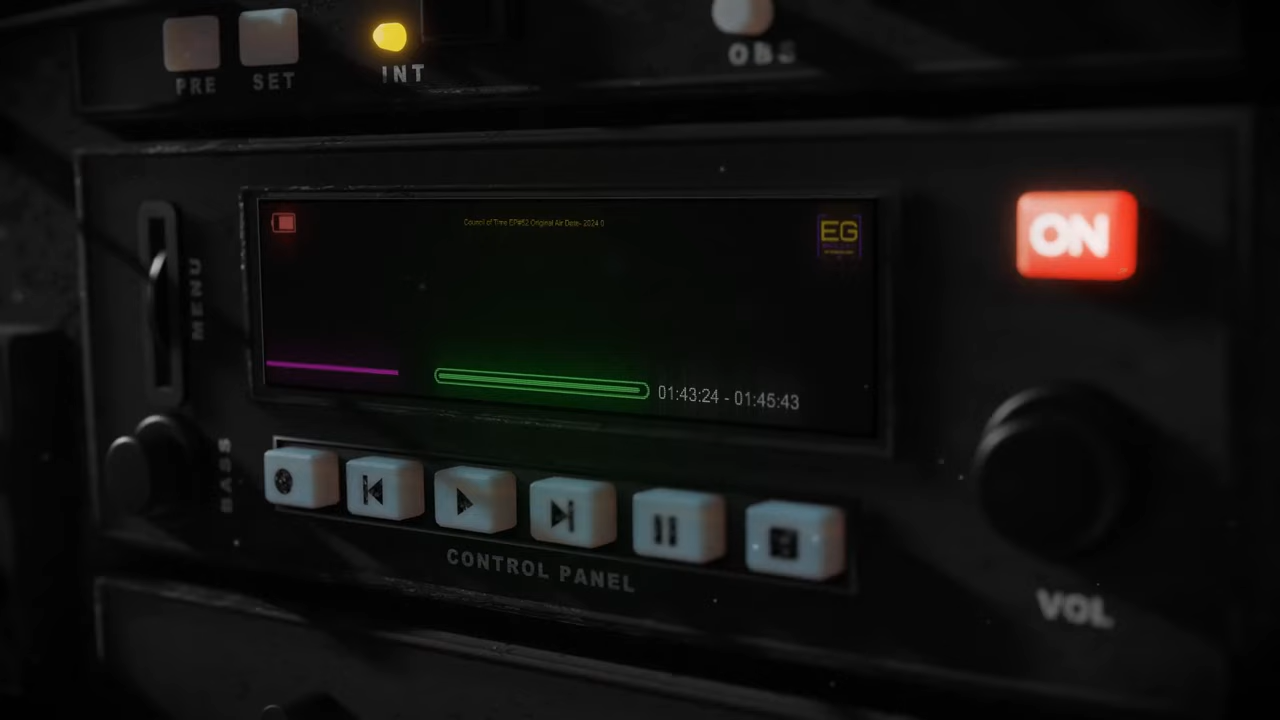 PRE
SET
INT
OBS
Council of Time EP#52 Original Air Date- 2024 0
EG
ON
MENU
01:43:24 - 01:45:43
BASS
CONTROL PANEL
VOL